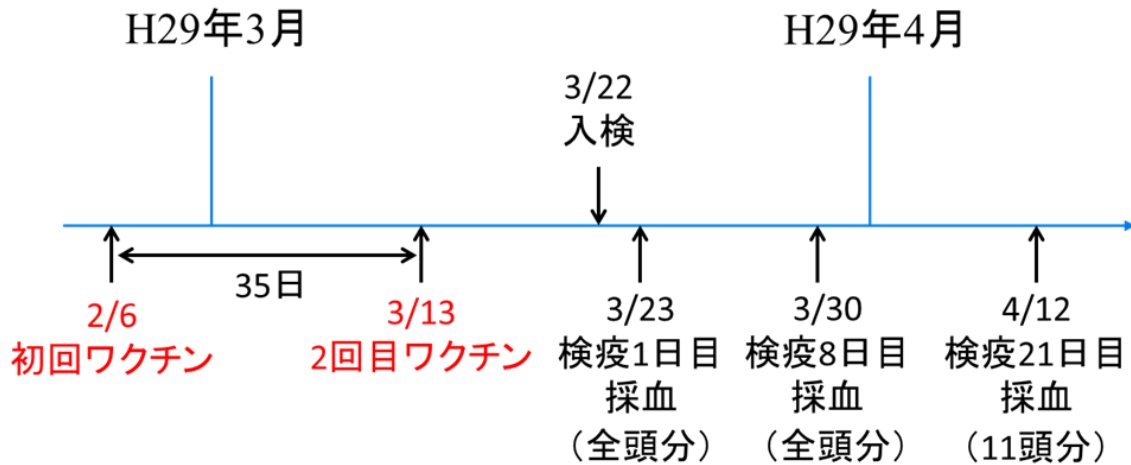 H29年3月
H29年4月
3/22
入検
35日
2/6
初回ワクチン
3/13
2回目ワクチン
3/23
検疫1日目
採血
（全頭分）
3/30
検疫8日目
採血
（全頭分）
4/12
検疫21日目
採血
（11頭分）